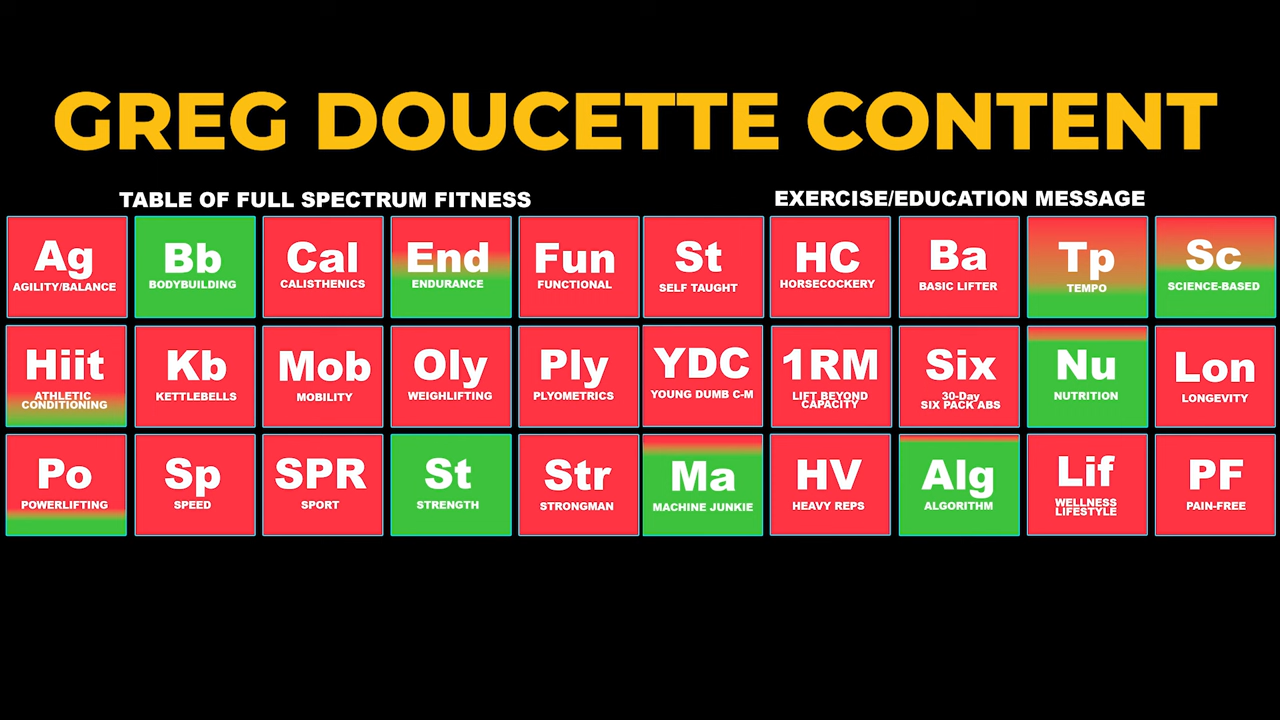 GREG DOUCETTE CONTENT
TABLE OF FULL SPECTRUM FITNESS
EXERCISE/EDUCATION MESSAGE
Ag
AGILITY/BALANCE
Bb
BODYBUILDING
Cal
CALISTHENICS
End
ENDURANCE
Fun
FUNCTIONAL
St
SELF TAUGHT
HC
HORSECOCKERY
Ba
BASIC LIFTER
Tp
TEMPO
Sc
SCIENCE-BASED
Hiit
ATHLETIC
CONDITIONING
Kb
KETTLEBELLS
Mob
MOBILITY
Oly
WEIGHLIFTING
Ply
PLYOMETRICS
YDC
YOUNG DUMB C-M
1RM
LIFT BEYOND
CAPACITY
Six
30-Day
SIX PACK ABS
Nu
NUTRITION
Lon
LONGEVITY
Po
POWERLIFTING
Sp
SPEED
SPR
SPORT
St
STRENGTH
Str
STRONGMAN
Ma
MACHINE JUNKIE
HV
HEAVY REPS
Alg
ALGORITHM
Lif
WELLNESS
LIFESTYLE
PF
PAIN-FREE